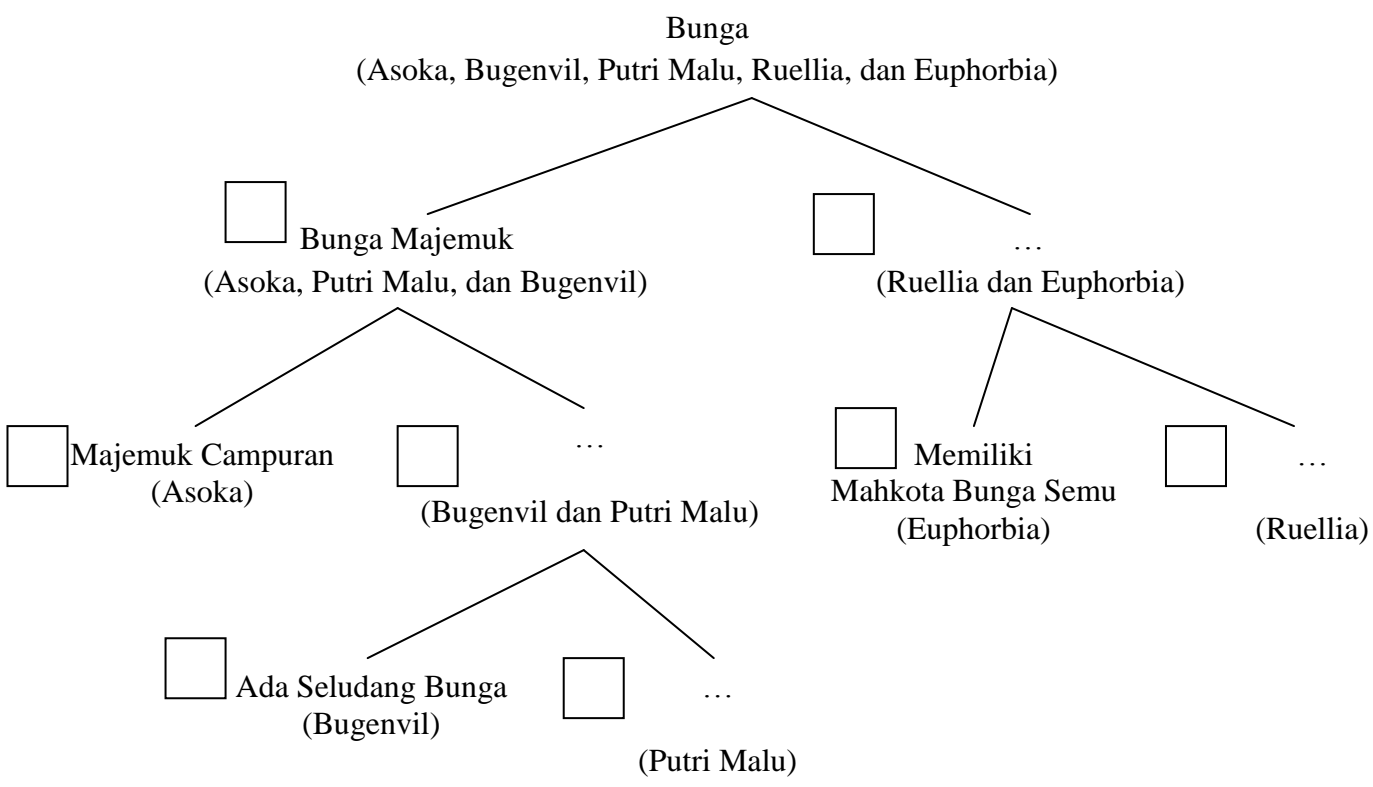 Bunga
(Asoka, Bugenvil, Putri Malu, Ruellia, dan Euphorbia)
Bunga Majemuk
(Asoka, Putri Malu, dan Bugenvil)
…
(Ruellia dan Euphorbia)
Majemuk Campuran
(Asoka)
…
(Bugenvil dan Putri Malu)
Memiliki
Mahkota Bunga Semu
(Euphorbia)
…
(Ruellia)
Ada Seludang Bunga
(Bugenvil)
…
(Putri Malu)